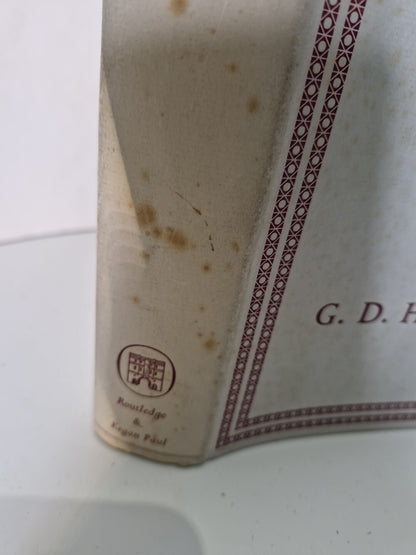 Routledge
&
Kegan Paul
G. D. H